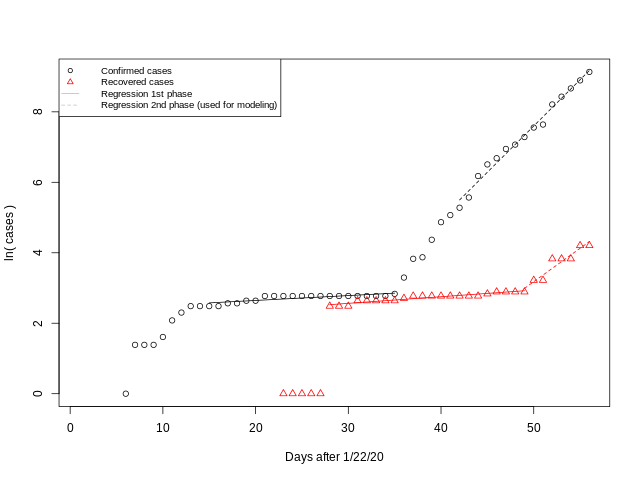 Confirmed cases
Recovered cases
Regression 1st phase
Regression 2nd phase (used for modeling)
ln( cases )
8
6
4
2
0
0 10 20 30 40 50
Days after 1/22/20